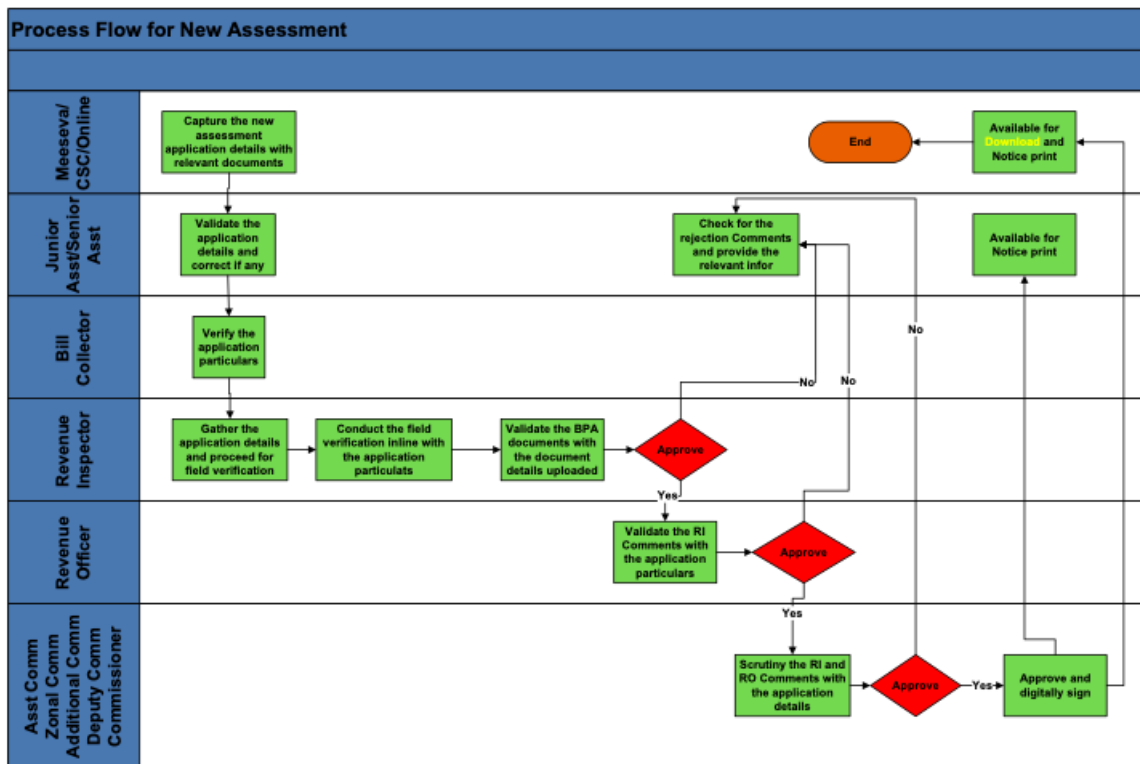 Process Flow for New Assessment
Meeseva/
CSC/Online
Capture the new
assessment
application details with
relevant documents
End
Available for
Download and
Notice print
Junior
Asst/Senior
Asst
Validate the
application
details and
correct if any
Check for the
rejection Comments
and provide the
relevant infor
Available for
Notice print
Bill
Collector
Verify the
application
particulars
No
No
No
Revenue
Inspector
Gather the
application details
and proceed for
field verification
Conduct the field
verification inline with
the application
particulats
Validate the BPA
documents with
the document
details uploaded
Approve
Yes
Revenue
Officer
Validate the RI
Comments with
the application
particulars
Approve
Yes
Asst Comm
Zonal Comm
Additional Comm
Deputy Comm
Commissioner
Scrutiny the RI and
RO Comments with
the application
details
Approve
Yes
Approve and
digitally sign